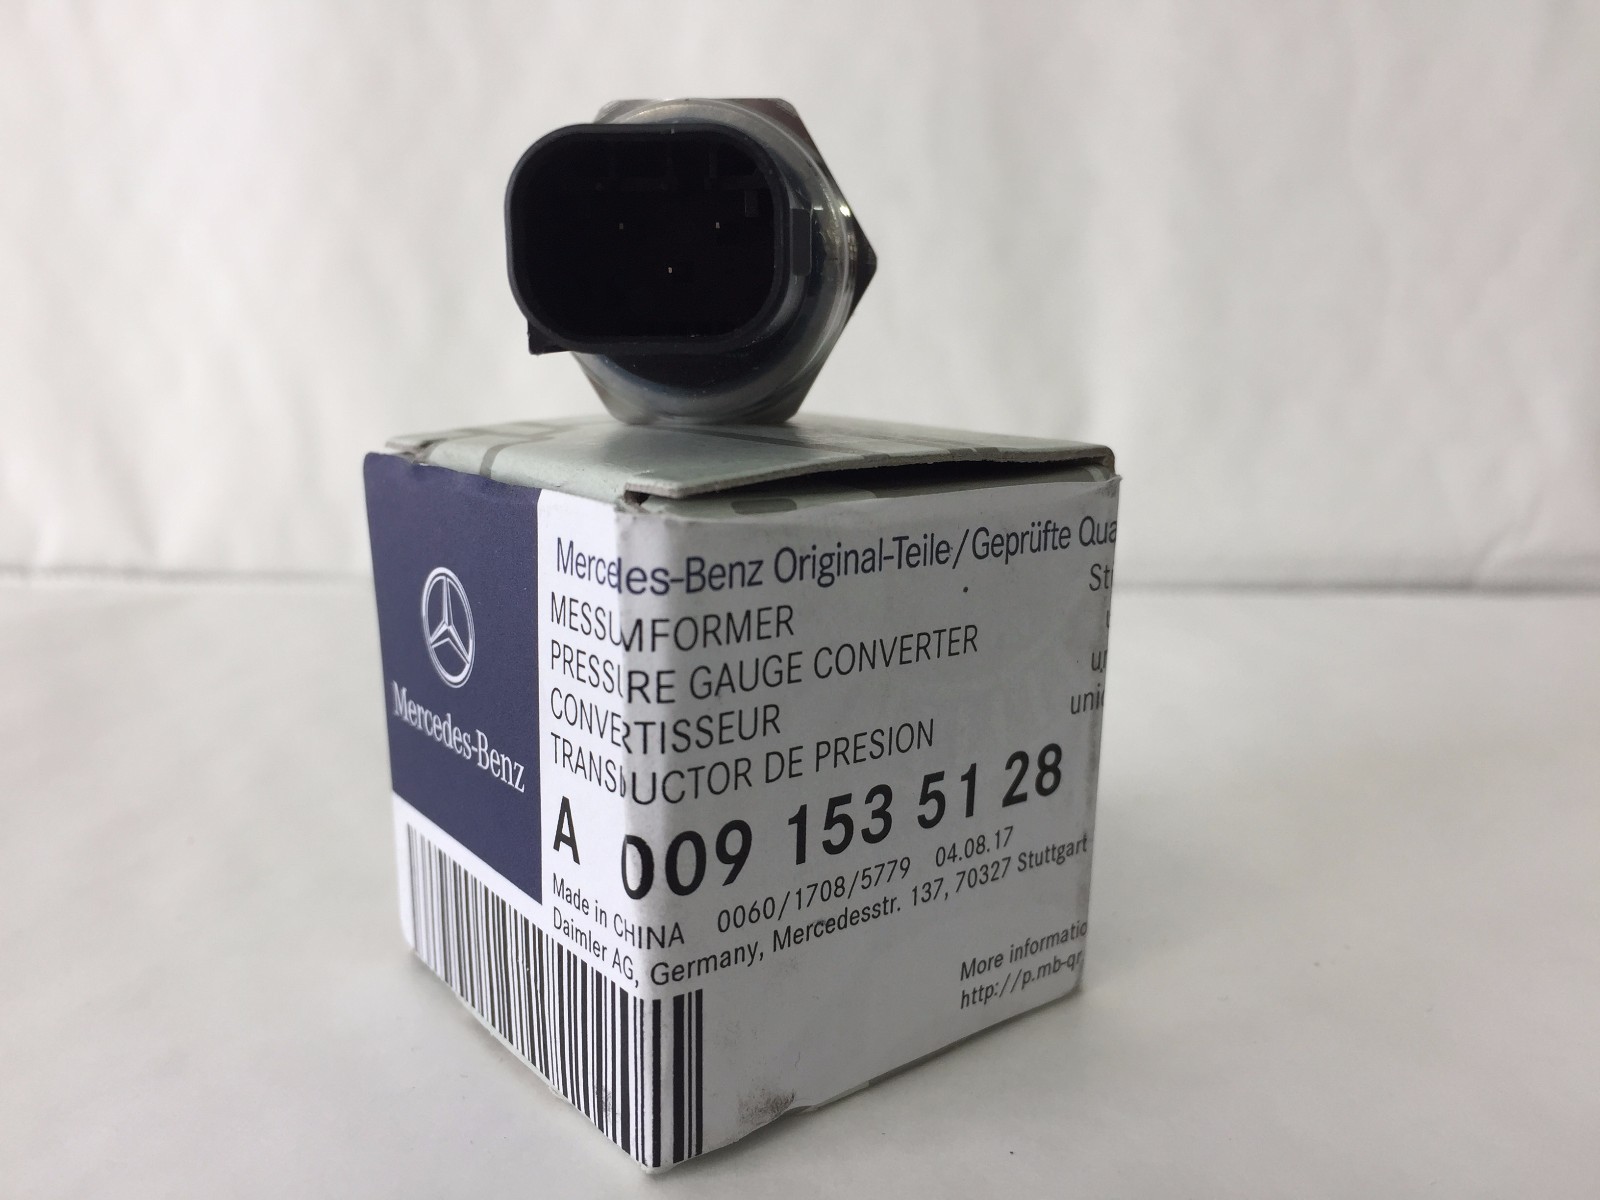 Mercedes-Benz
Mercedes-Benz Original-Teile/Geprüfte
MESSUMFORMER
PRESSURE GAUGE CONVERTER
CONVERTISSEUR
TRANSDUCTOR DE PRESION
A 009 153 51 28
Made in CHINA 0060/1708/5779 04.08.17
Daimler AG, Germany, Mercedesstr. 137, 70327 Stuttgart
More
http://p.mb-qr